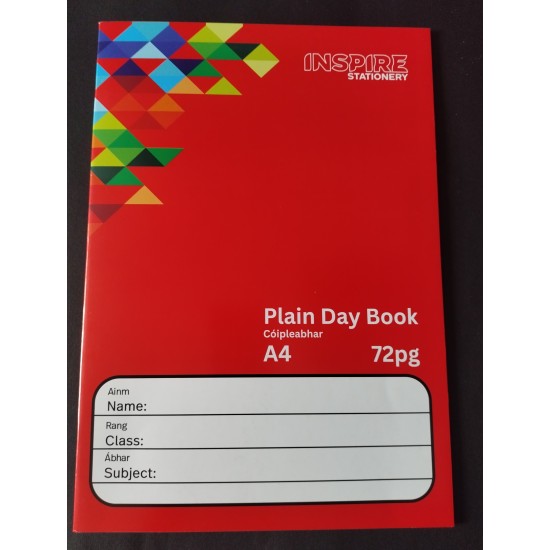 INSPIRE
STATIONERY
Plain Day Book
Cóipleabhar
A4 72pg
Ainm
Name:
Rang
Class:
Ábhar
Subject: